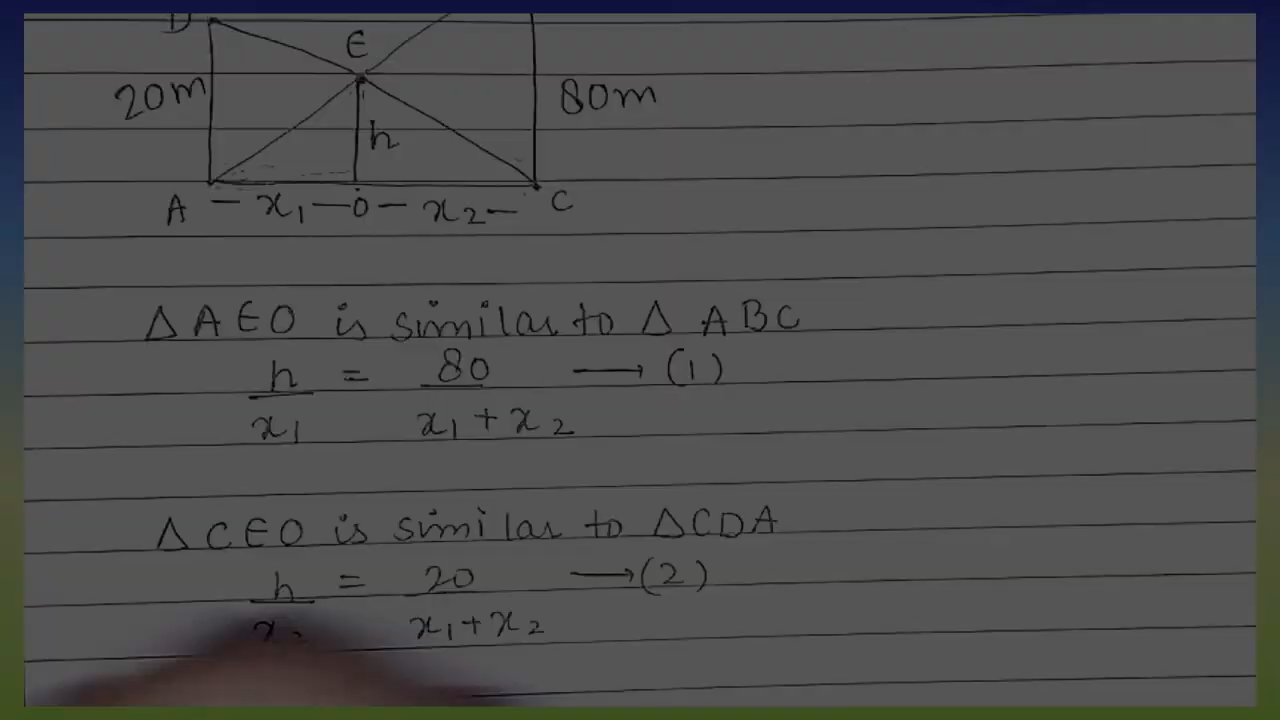 D
E
20m
80m
h
A - x₁ - O - x₂ - C
Δ AEO is similar to Δ ABC
h / x₁ = 80 / x₁ + x₂ → (1)
Δ CEO is similar to Δ CDA
h / x₂ = 20 / x₁ + x₂ → (2)